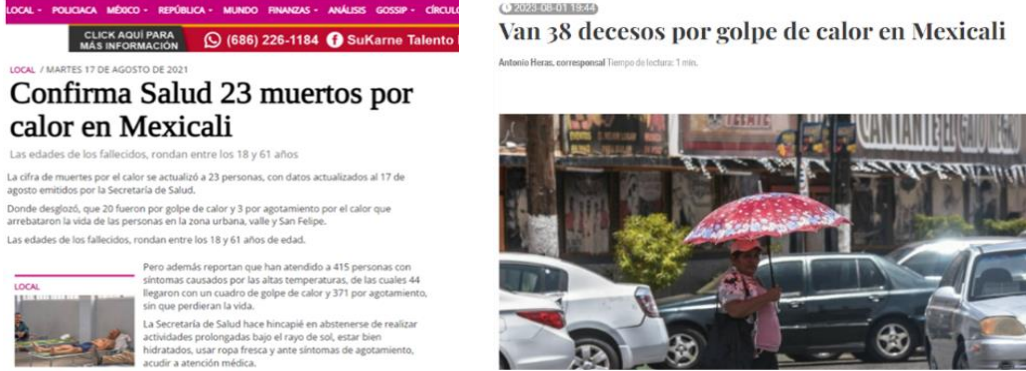 LOCAL POLICIACA MÉXICO REPÚBLICA MUNDO FINANZAS ANÁLISIS GOSSIP CÍRCULO
CLICK AQUÍ PARA
MÁS INFORMACIÓN
(686) 226-1184 SuKarne Talento
LOCAL / MARTES 17 DE AGOSTO DE 2021
Confirma Salud 23 muertos por
calor en Mexicali
Las edades de los fallecidos, rondan entre los 18 y 61 años
La cifra de muertes por el calor se actualizó a 23 personas, con datos actualizados al 17 de
agosto emitidos por la Secretaría de Salud.
Donde desglozó, que 20 fueron por golpe de calor y 3 por agotamiento por el calor que
arrebataron la vida de las personas en la zona urbana, valle y San Felipe.
Las edades de los fallecidos, rondan entre los 18 y 61 años de edad.
LOCAL
Pero además reportan que han atendido a 415 personas con
síntomas causados por las altas temperaturas, de las cuales 44
llegaron con un cuadro de golpe de calor y 371 por agotamiento,
sin que perdieran la vida.
La Secretaría de Salud hace hincapié en abstenerse de realizar
actividades prolongadas bajo el rayo de sol, estar bien
hidratados, usar ropa fresca y ante síntomas de agotamiento,
acudir a atención médica.
2023-08-01 19:44
Van 38 decesos por golpe de calor en Mexicali
Antonio Heras, corresponsal Tiempo de lectura: 1 min.
TECATE
CANTANTE EL GATO NEGRO